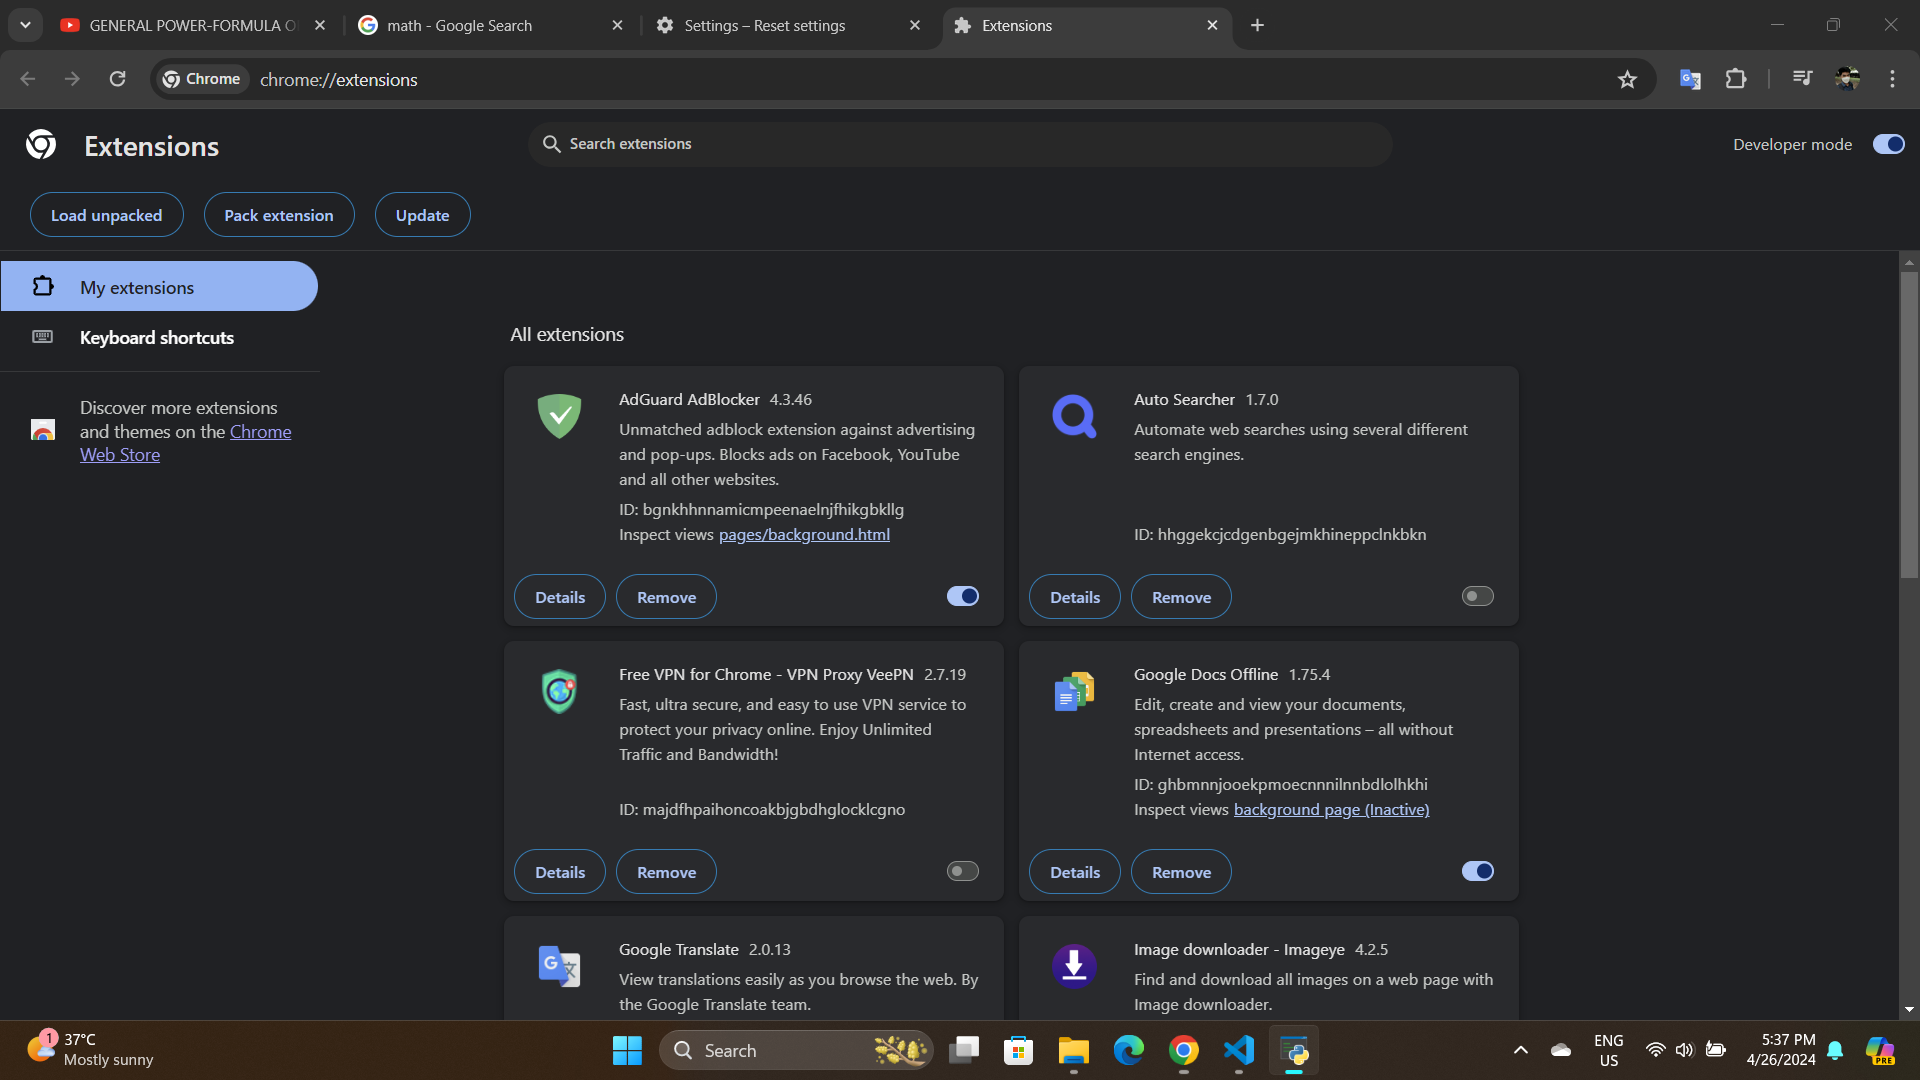 GENERAL POWER-FORMULA O
math - Google Search
Settings – Reset settings
Extensions
Chrome
chrome://extensions
Extensions
Search extensions
Developer mode
Load unpacked
Pack extension
Update
My extensions
Keyboard shortcuts
Discover more extensions
and themes on the Chrome
Web Store
All extensions
AdGuard AdBlocker 4.3.46
Unmatched adblock extension against advertising
and pop-ups. Blocks ads on Facebook, YouTube
and all other websites.
ID: bgnkhhnnamicmpeenaelnjfhikgbkllg
Inspect views pages/background.html
Details
Remove
Auto Searcher 1.7.0
Automate web searches using several different
search engines.
ID: hhggekcjcdgenbgejmkhineppclnkbkn
Details
Remove
Free VPN for Chrome - VPN Proxy VeePN 2.7.19
Fast, ultra secure, and easy to use VPN service to
protect your privacy online. Enjoy Unlimited
Traffic and Bandwidth!
ID: majdfhpaihoncoakbjgbdhglocklcgno
Details
Remove
Google Docs Offline 1.75.4
Edit, create and view your documents,
spreadsheets and presentations – all without
Internet access.
ID: ghbmnnjooekpmoecnnnilnnbdlolhkhi
Inspect views background page (Inactive)
Details
Remove
Google Translate 2.0.13
View translations easily as you browse the web. By
the Google Translate team.
Image downloader - Imageye 4.2.5
Find and download all images on a web page with
Image downloader.
1
37°C
Mostly sunny
Search
ENG
US
5:37 PM
4/26/2024
PRE